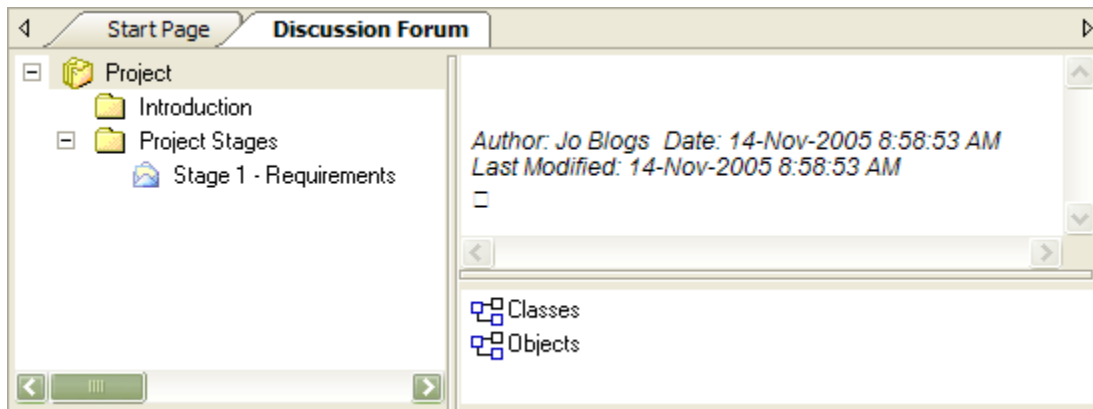 Start Page
Discussion Forum
Project
Introduction
Project Stages
Stage 1 - Requirements
Author: Jo Blogs  Date: 14-Nov-2005 8:58:53 AM
Last Modified: 14-Nov-2005 8:58:53 AM
Classes
Objects